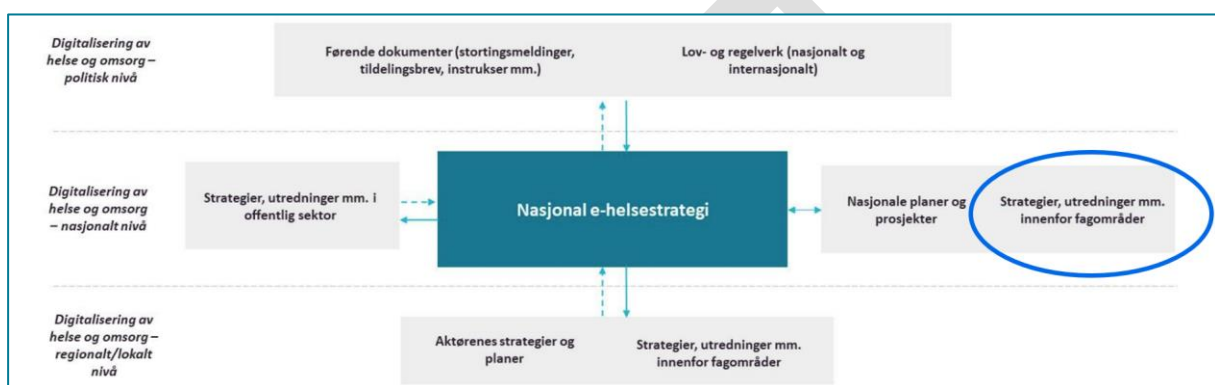 Digitalisering av
helse og omsorg –
politisk nivå
Førende dokumenter (stortingsmeldinger,
tildelingsbrev, instrukser mm.)
Lov- og regelverk (nasjonalt og
internasjonalt)
Digitalisering av
helse og omsorg
– nasjonalt nivå
Strategier, utredninger mm. i
offentlig sektor
Nasjonal e-helsestrategi
Nasjonale planer og
prosjekter
Strategier, utredninger mm.
innenfor fagområder
Digitalisering av
helse og omsorg –
regionalt/lokalt
nivå
Aktørenes strategier og
planer
Strategier, utredninger mm.
innenfor fagområder